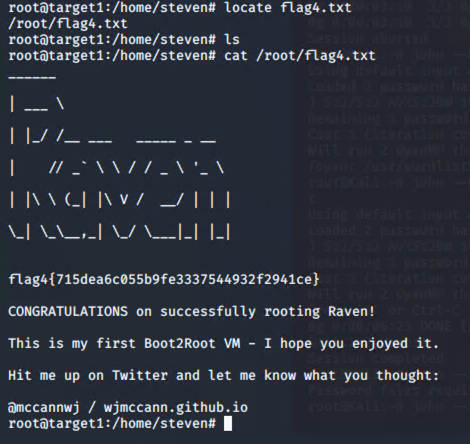 root@target1:/home/steven# locate flag4.txt
/root/flag4.txt
root@target1:/home/steven# ls
root@target1:/home/steven# cat /root/flag4.txt
______
| ___ \
| |_/ /__ ___   _____ _ __
|    // _` \ \ / / _ \ '_ \
| |\ \ (_| |\ V /  __/ | | |
\_| \_\__,_| \_/ \___|_| |_|
flag4{715dea6c055b9fe3337544932f2941ce}
CONGRATULATIONS on successfully rooting Raven!
This is my first Boot2Root VM - I hope you enjoyed it.
Hit me up on Twitter and let me know what you thought:
@mccannwj / wjmccann.github.io
root@target1:/home/steven#